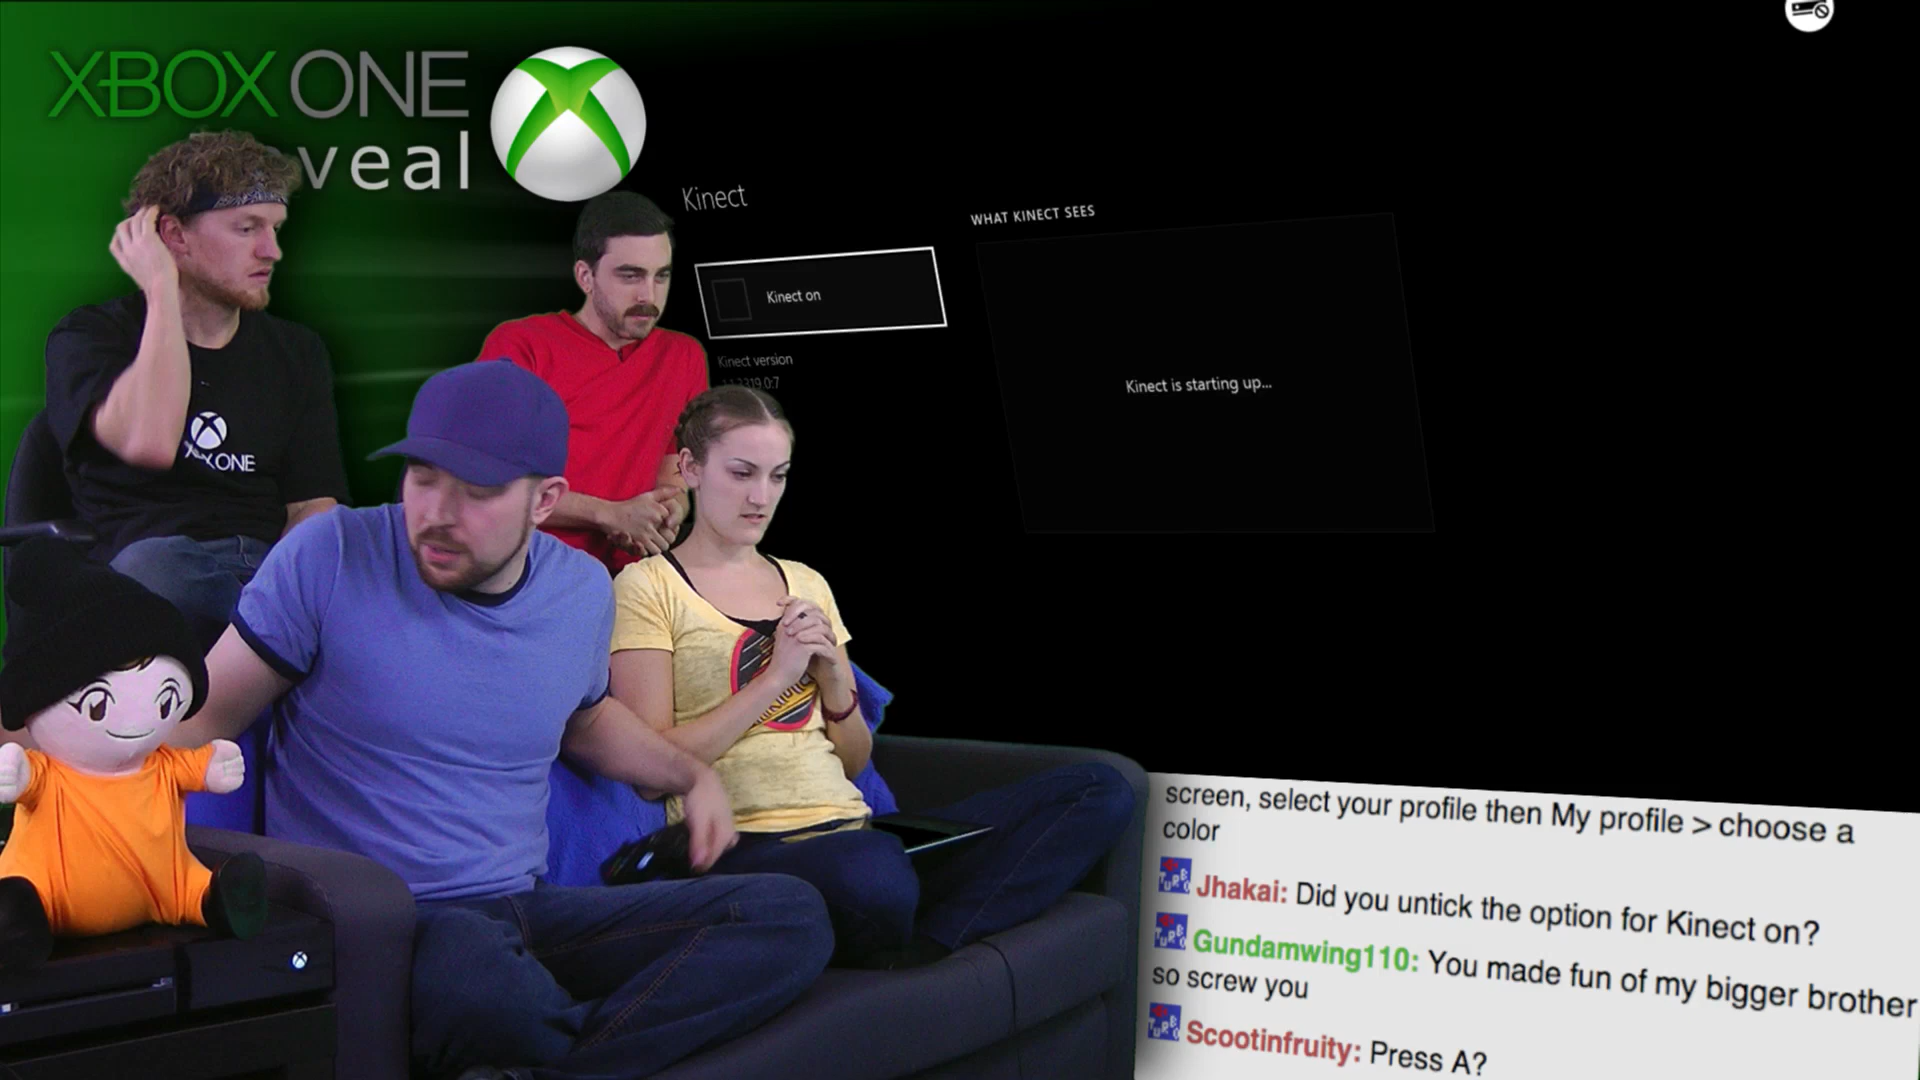 XBOX ONE
veal
Kinect
WHAT KINECT SEES
Kinect on
Kinect version
Kinect is starting up...
XBOX ONE
screen, select your profile then My profile > choose a
color
Jhakai: Did you untick the option for Kinect on?
Gundamwing110: You made fun of my bigger brother
so screw you
Scootinfruity: Press A?